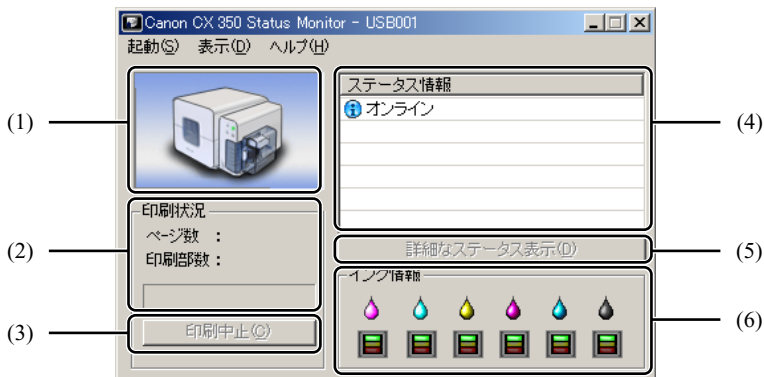 Canon CX 350 Status Monitor - USB001
起動(S) 表示(D) ヘルプ(H)
(1)
ステータス情報
オンライン
(4)
印刷状況
ページ数 :
印刷部数 :
(2)
詳細なステータス表示(D)
(5)
インク情報
(6)
印刷中止(C)
(3)